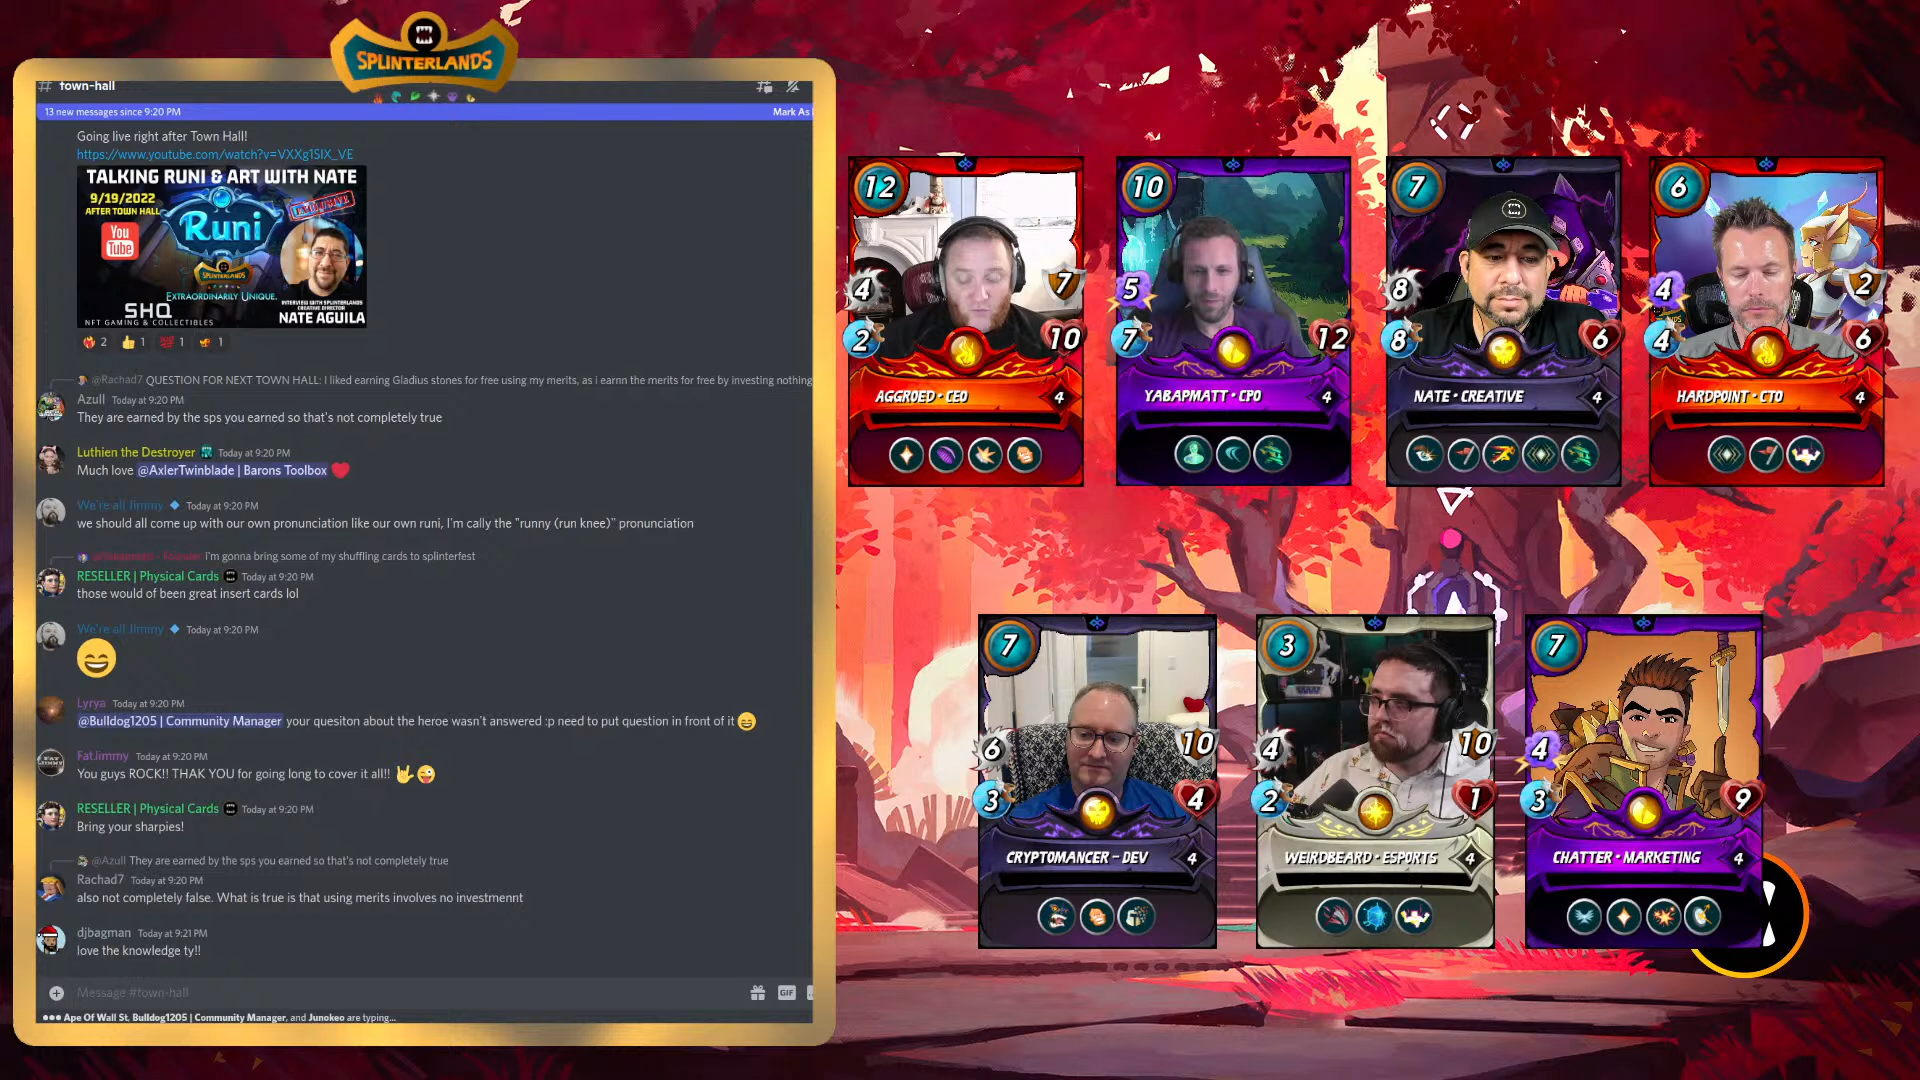 SPLINTERLANDS
# town-hall
13 new messages since 9:20 PM
Mark As
Going live right after Town Hall!
https://www.youtube.com/watch?v=VXXg1SIX_VE
TALKING RUNI & ART WITH NATE
9/19/2022
AFTER TOWN HALL
EXCLUSIVE
You
Tube
Runi
SPLINTERLANDS
EXTRAORDINARILY UNIQUE.
SHQ
NFT GAMING & COLLECTIBLES
INTERVIEW WITH SPLINTERLANDS
CREATIVE DIRECTOR
NATE AGUILA
2 1 1 1
@Rachad7 QUESTION FOR NEXT TOWN HALL: I liked earning Gladius stones for free using my merits, as i earnn the merits for free by investing nothing
Azull Today at 9:20 PM
They are earned by the sps you earned so that's not completely true
Luthien the Destroyer Today at 9:20 PM
Much love @AxlerTwinblade | Barons Toolbox
We're all Jimmy Today at 9:20 PM
we should all come up with our own pronunciation like our own runi, I'm cally the "runny (run knee)" pronunciation
I'm gonna bring some of my shuffling cards to splinterfest
RESELLER | Physical Cards Today at 9:20 PM
those would of been great insert cards lol
We're all Jimmy Today at 9:20 PM
Lyrya Today at 9:20 PM
@Bulldog1205 | Community Manager your quesiton about the heroe wasn't answered :p need to put question in front of it
FatJimmy Today at 9:20 PM
You guys ROCK!! THAK YOU for going long to cover it all!!
RESELLER | Physical Cards Today at 9:20 PM
Bring your sharpies!
@Azull They are earned by the sps you earned so that's not completely true
Rachad7 Today at 9:20 PM
also not completely false. What is true is that using merits involves no investmennt
djbagman Today at 9:21 PM
love the knowledge ty!!
Message #town-hall
GIF
Ape Of Wall St, Bulldog1205 | Community Manager, and Junokeo are typing...
12
4
7
2
10
AGGROED • CEO
4
10
5
7
12
YABAPMATT • CPO
4
7
8
8
6
NATE • CREATIVE
4
6
4
2
4
6
HARDPOINT • CTO
4
7
6
10
3
4
CRYPTOMANCER - DEV
4
3
4
10
2
1
WEIRDBEARD • ESPORTS
4
7
4
3
9
CHATTER • MARKETING
4